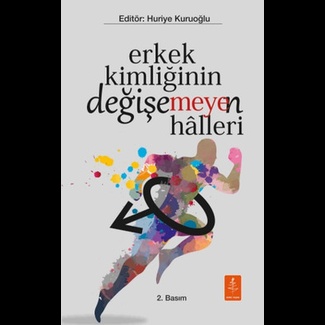 Editör: Huriye Kuruoğlu
erkek
kimliğinin
değişemeyen
hâlleri
2. Basım